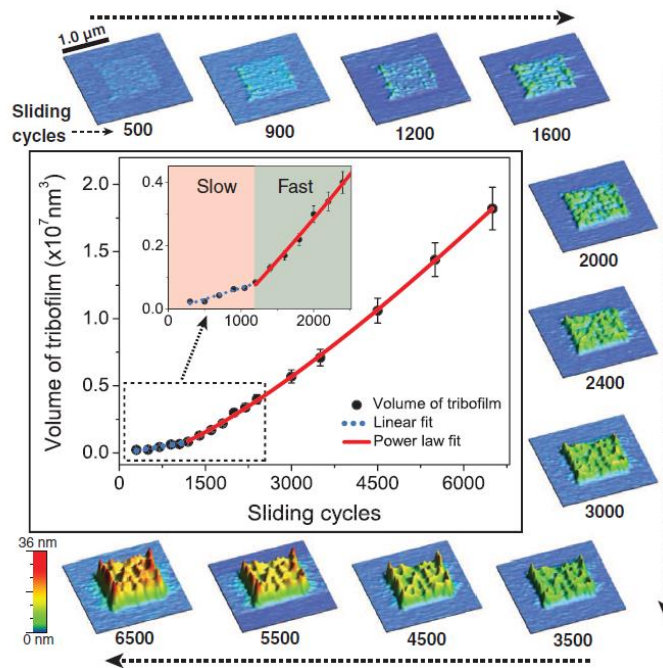 1.0 µm
Sliding
cycles
500
900
1200
1600
2000
2400
3000
3500
4500
5500
6500
36 nm
0 nm
Volume of tribofilm (x10⁷nm³)
2.0
1.5
1.0
0.5
0.0
0
1500
3000
4500
6000
Sliding cycles
Slow
Fast
0.4
0.2
0.0
0
1000
2000
Volume of tribofilm
Linear fit
Power law fit